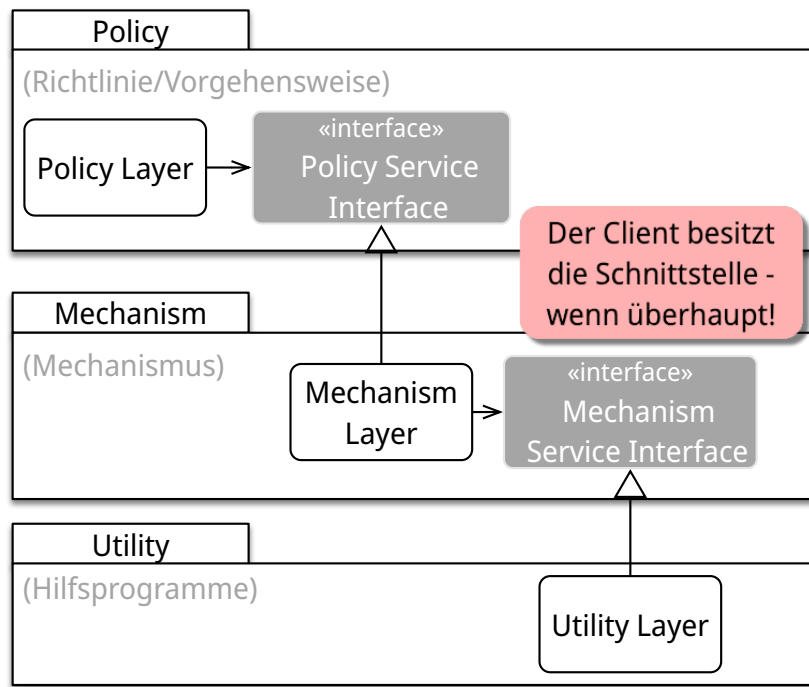 Policy
(Richtlinie/Vorgehensweise)
Policy Layer
«interface»
Policy Service
Interface
Der Client besitzt
die Schnittstelle -
wenn überhaupt!
Mechanism
(Mechanismus)
Mechanism
Layer
«interface»
Mechanism
Service Interface
Utility
(Hilfsprogramme)
Utility Layer